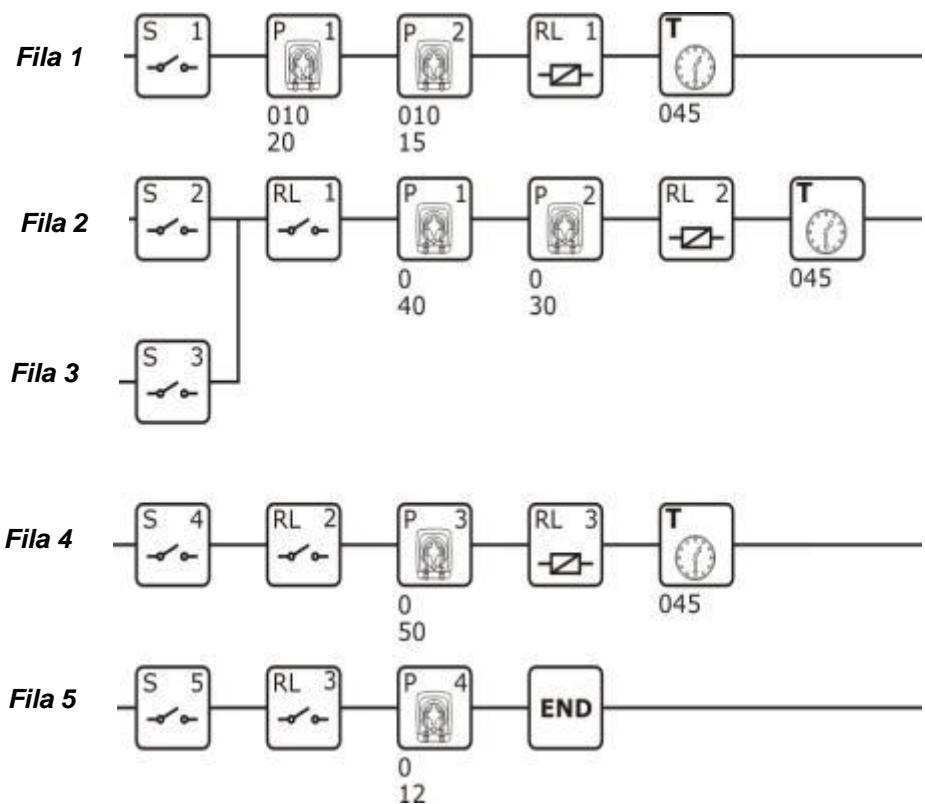 Fila 1
S 1
P 1
P 2
RL 1
T
010
20
010
15
045
Fila 2
S 2
RL 1
P 1
P 2
RL 2
T
0
40
0
30
045
Fila 3
S 3
Fila 4
S 4
RL 2
P 3
RL 3
T
0
50
045
Fila 5
S 5
RL 3
P 4
END
0
12